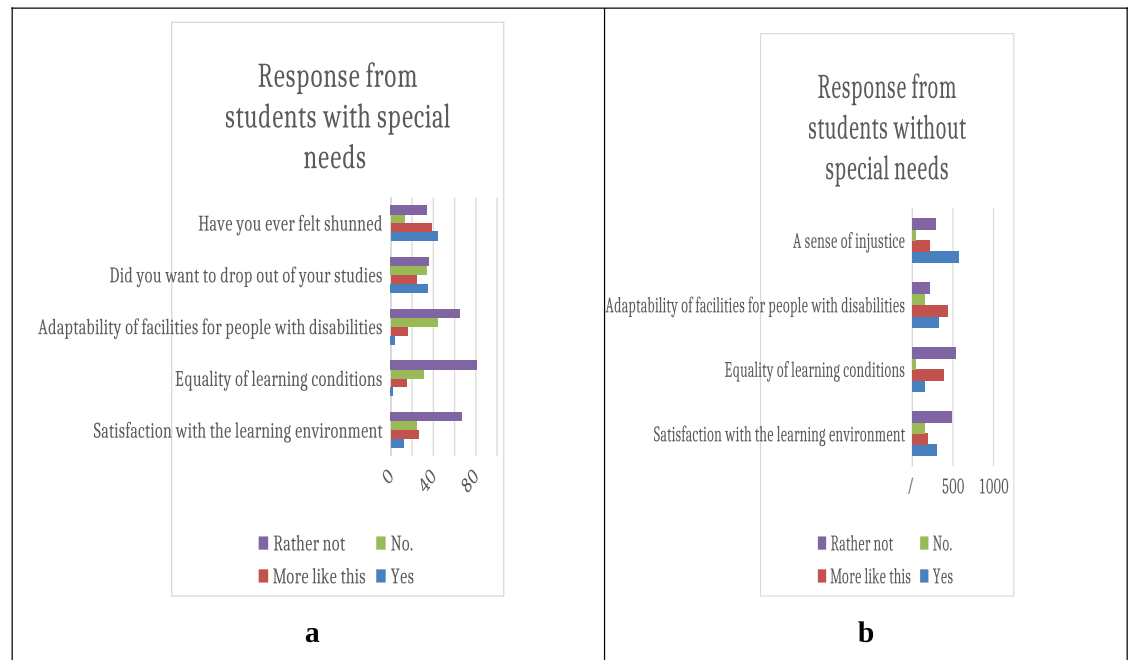 Response from
students with special
needs
Have you ever felt shunned
Did you want to drop out of your studies
Adaptability of facilities for people with disabilities
Equality of learning conditions
Satisfaction with the learning environment
0 40 80
Rather not No.
More like this Yes
a
Response from
students without
special needs
A sense of injustice
Adaptability of facilities for people with disabilities
Equality of learning conditions
Satisfaction with the learning environment
/ 500 1000
Rather not No.
More like this Yes
b